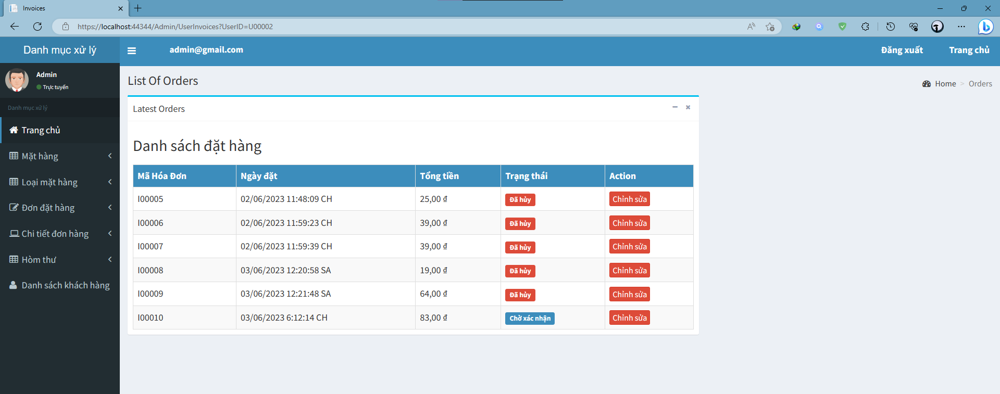 Invoices
https://localhost:44344/Admin/UserInvoices?UserID=U00002
Danh mục xử lý
admin@gmail.com
Đăng xuất
Trang chủ
Admin
Trực tuyến
Danh mục xử lý
Trang chủ
Mặt hàng
Loại mặt hàng
Đơn đặt hàng
Chi tiết đơn hàng
Hòm thư
Danh sách khách hàng
List Of Orders
Home > Orders
Latest Orders
Danh sách đặt hàng
Mã Hóa Đơn Ngày đặt Tổng tiền Trạng thái Action
I00005 02/06/2023 11:48:09 CH 25,00 ₫ Đã hủy Chỉnh sửa
I00006 02/06/2023 11:59:23 CH 39,00 ₫ Đã hủy Chỉnh sửa
I00007 02/06/2023 11:59:39 CH 39,00 ₫ Đã hủy Chỉnh sửa
I00008 03/06/2023 12:20:58 SA 19,00 ₫ Đã hủy Chỉnh sửa
I00009 03/06/2023 12:21:48 SA 64,00 ₫ Đã hủy Chỉnh sửa
I00010 03/06/2023 6:12:14 CH 83,00 ₫ Chờ xác nhận Chỉnh sửa